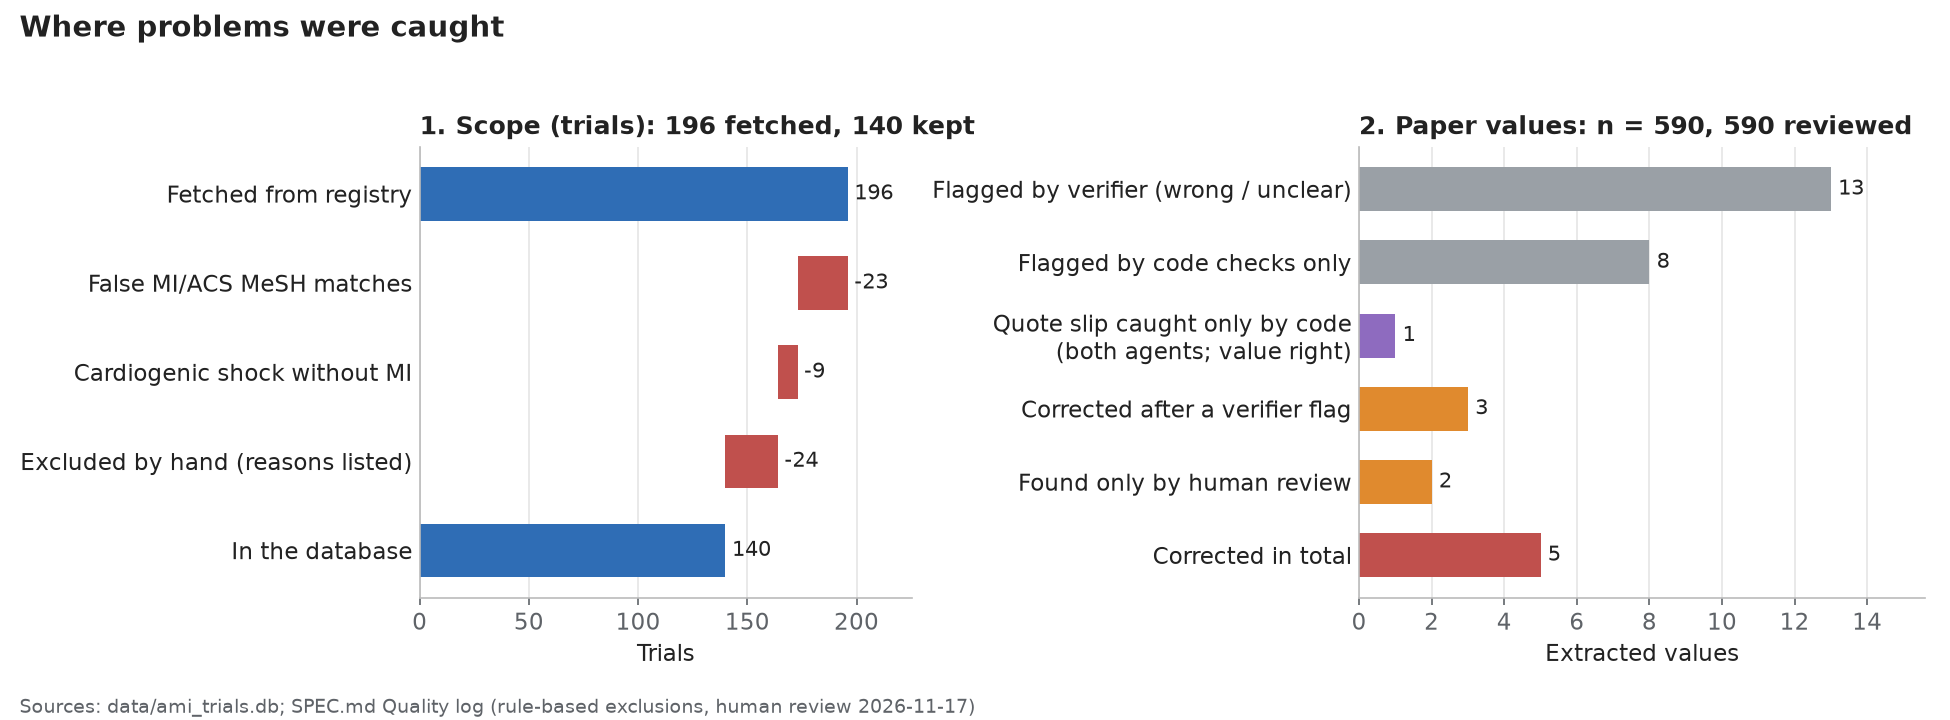 Where problems were caught
1. Scope (trials): 196 fetched, 140 kept
Fetched from registry
196
False MI/ACS MeSH matches
-23
Cardiogenic shock without MI
-9
Excluded by hand (reasons listed)
-24
In the database
140
0 50 100 150 200
Trials
2. Paper values: n = 590, 590 reviewed
Flagged by verifier (wrong / unclear)
13
Flagged by code checks only
8
Quote slip caught only by code
(both agents; value right)
1
Corrected after a verifier flag
3
Found only by human review
2
Corrected in total
5
0 2 4 6 8 10 12 14
Extracted values
Sources: data/ami_trials.db; SPEC.md Quality log (rule-based exclusions, human review 2026-11-17)